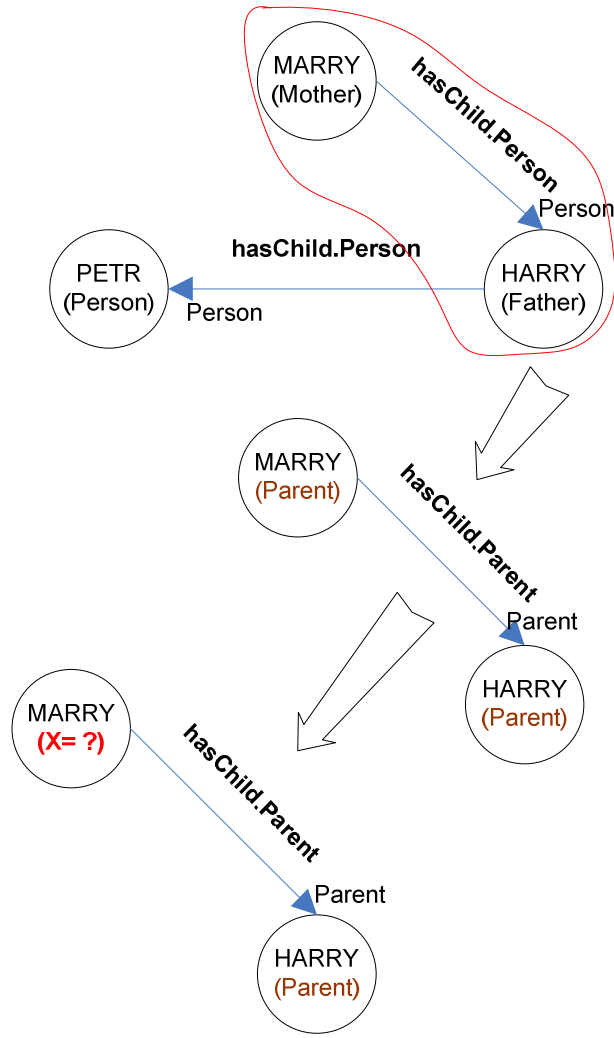 MARRY
(Mother)
hasChild.Person
Person
hasChild.Person
PETR
(Person)
Person
HARRY
(Father)
MARRY
(Parent)
hasChild.Parent
Parent
HARRY
(Parent)
MARRY
(X= ?)
hasChild.Parent
Parent
HARRY
(Parent)